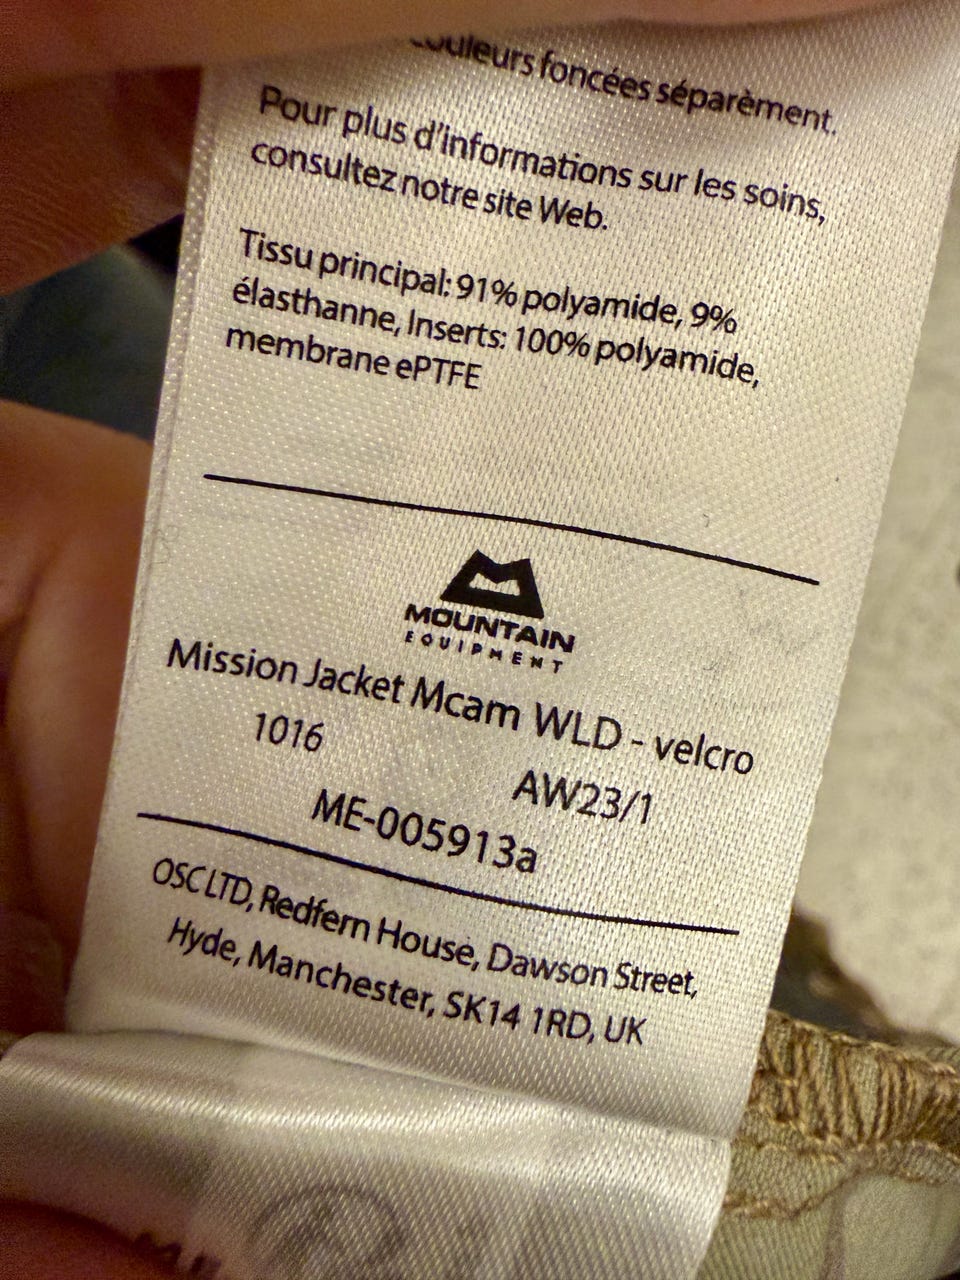 couleurs foncées séparèment.
Pour plus d'informations sur les soins,
consultez notre site Web.
Tissu principal: 91% polyamide, 9%
élasthanne, Inserts: 100% polyamide,
membrane ePTFE
MOUNTAIN
EQUIPMENT
Mission Jacket Mcam WLD - velcro
1016
AW23/1
ME-005913a
OSC LTD, Redfern House, Dawson Street,
Hyde, Manchester, SK14 1RD, UK